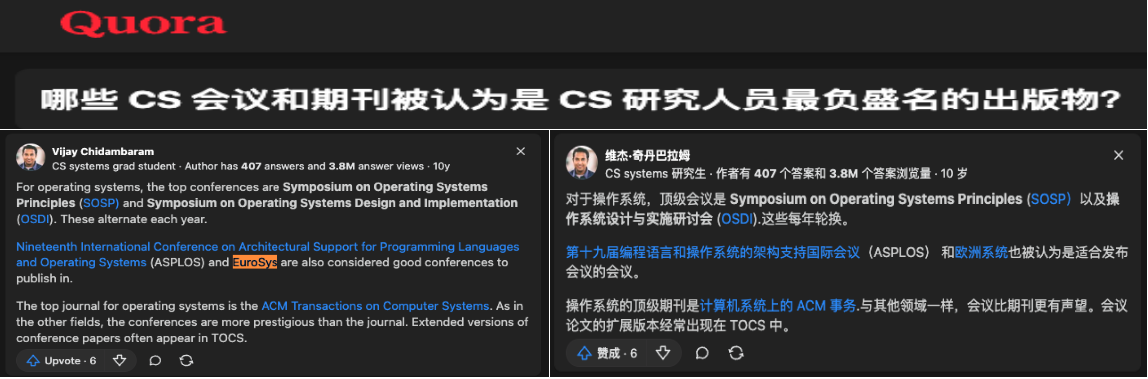 Quora
哪些 CS 会议和期刊被认为是 CS 研究人员最负盛名的出版物?
Vijay Chidambaram
CS systems grad student · Author has 407 answers and 3.8M answer views · 10y
For operating systems, the top conferences are Symposium on Operating Systems
Principles (SOSP) and Symposium on Operating Systems Design and Implementation
(OSDI). These alternate each year.
Nineteenth International Conference on Architectural Support for Programming Languages
and Operating Systems (ASPLOS) and EuroSys are also considered good conferences to
publish in.
The top journal for operating systems is the ACM Transactions on Computer Systems. As in
the other fields, the conferences are more prestigious than the journal. Extended versions of
conference papers often appear in TOCS.
Upvote · 6
维杰·奇丹巴拉姆
CS systems 研究生 · 作者有 407 个答案和 3.8M 个答案浏览量 · 10 岁
对于操作系统，顶级会议是 Symposium on Operating Systems Principles (SOSP）以及操
作系统设计与实施研讨会 (OSDI).这些每年轮换。
第十九届编程语言和操作系统的架构支持国际会议（ASPLOS） 和欧洲系统也被认为是适合发布
会议的会议。
操作系统的顶级期刊是计算机系统上的 ACM 事务.与其他领域一样，会议比期刊更有声望。会议
论文的扩展版本经常出现在 TOCS 中。
赞成 · 6